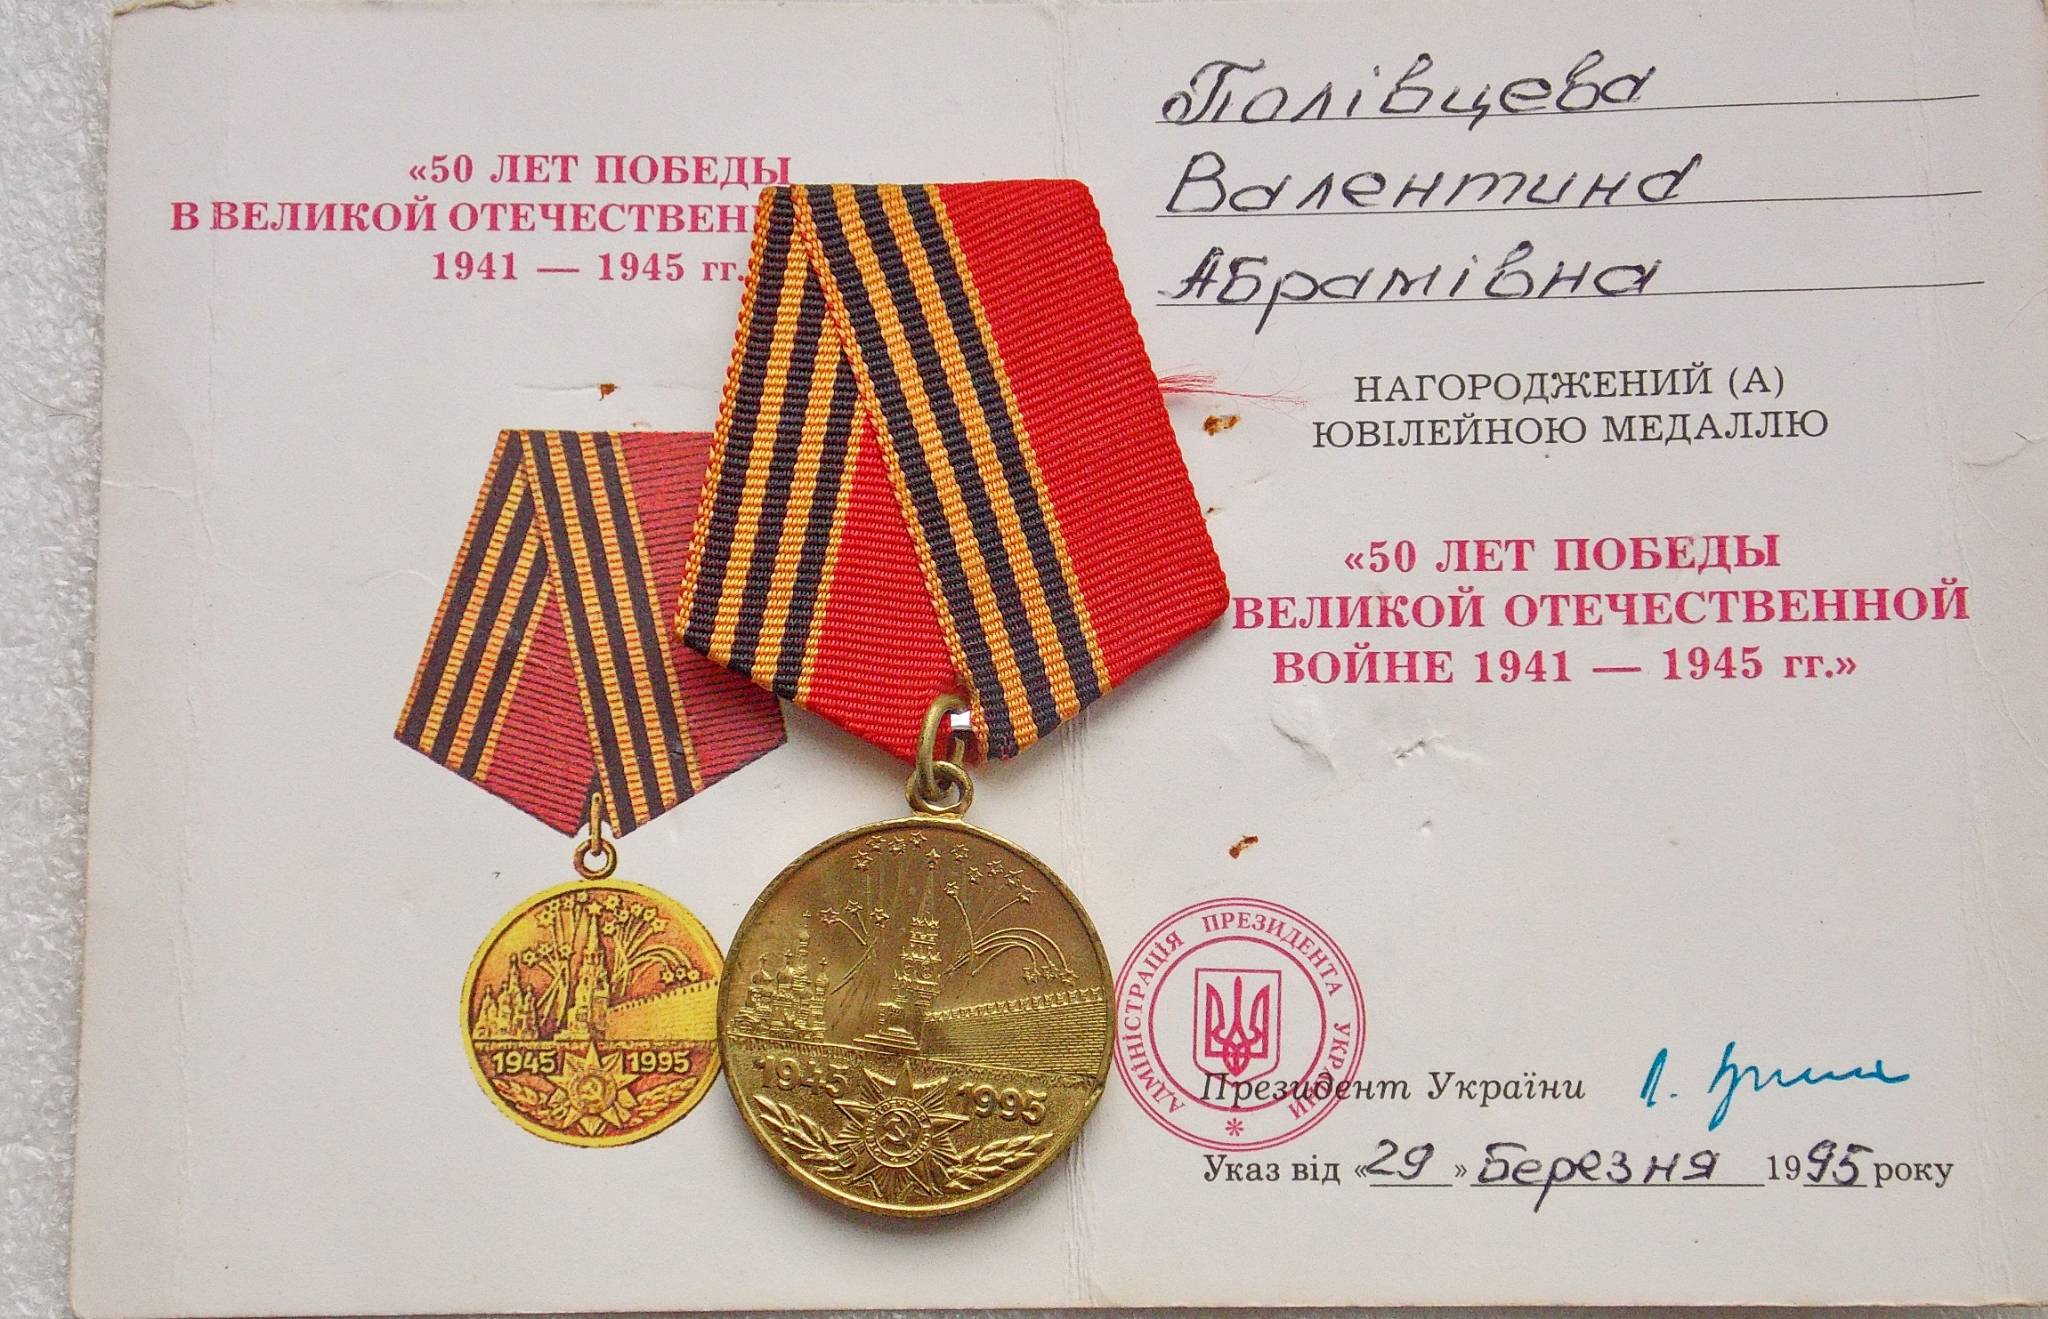 «50 ЛЕТ ПОБЕДЫ
В ВЕЛИКОЙ ОТЕЧЕСТВЕНН
1941 — 1945 гг.
1945 1995
1945 1995
Полівцева
Валентина
Абрамівна
НАГОРОДЖЕНИЙ (А)
ЮВІЛЕЙНОЮ МЕДАЛЛЮ
«50 ЛЕТ ПОБЕДЫ
ВЕЛИКОЙ ОТЕЧЕСТВЕННОЙ
ВОЙНЕ 1941 — 1945 гг.»
АДМІНІСТРАЦІЯ ПРЕЗИДЕНТА УКРАЇНИ
Президент України
Указ від «29» Березня 1995 року